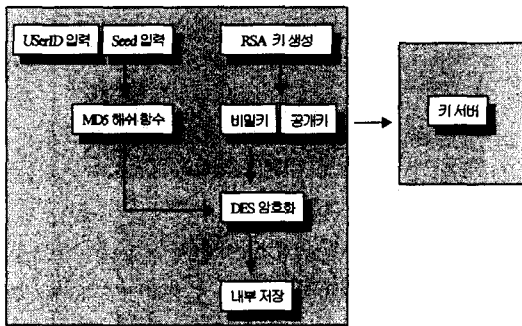 USerID 입력
Seed 입력
RSA 키 생성
MD5 해쉬 함수
비밀키
공개키
키 서버
DES 암호화
내부 저장